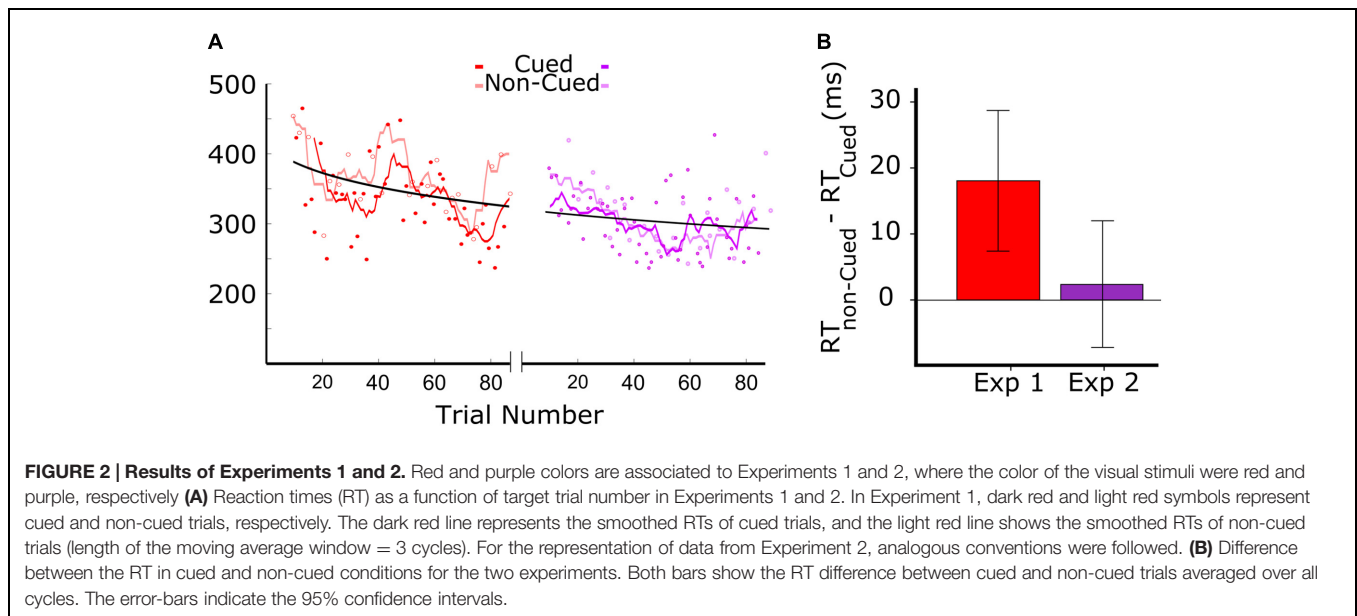 A
Cued
Non-Cued
500
400
300
200
20 40 60 80 20 40 60 80
Trial Number
B
RT non-Cued - RT Cued (ms)
30
20
10
0
Exp 1 Exp 2
FIGURE 2 | Results of Experiments 1 and 2. Red and purple colors are associated to Experiments 1 and 2, where the color of the visual stimuli were red and
purple, respectively (A) Reaction times (RT) as a function of target trial number in Experiments 1 and 2. In Experiment 1, dark red and light red symbols represent
cued and non-cued trials, respectively. The dark red line represents the smoothed RTs of cued trials, and the light red line shows the smoothed RTs of non-cued
trials (length of the moving average window = 3 cycles). For the representation of data from Experiment 2, analogous conventions were followed. (B) Difference
between the RT in cued and non-cued conditions for the two experiments. Both bars show the RT difference between cued and non-cued trials averaged over all
cycles. The error-bars indicate the 95% confidence intervals.